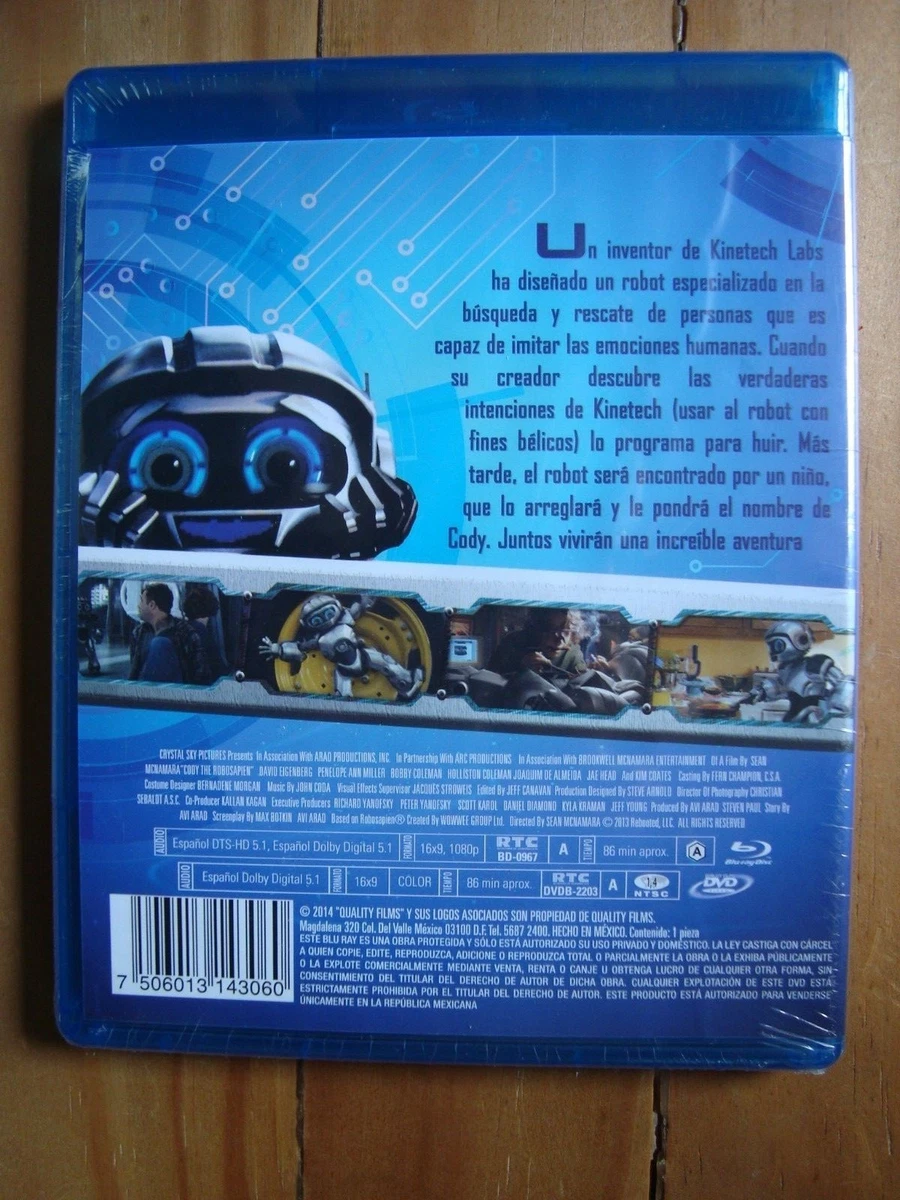 Un inventor de Kinetech Labs
ha diseñado un robot especializado en la
búsqueda y rescate de personas que es
capaz de imitar las emociones humanas. Cuando
su creador descubre las verdaderas
intenciones de Kinetech (usar al robot con
fines bélicos) lo programa para huir. Más
tarde, el robot será encontrado por un niño,
que lo arreglará y le pondrá el nombre de
Cody. Juntos vivirán una increíble aventura
CRYSTAL SKY PICTURES Presents In Association With ARAD PRODUCTIONS, INC. In Partnership With ARC PRODUCTIONS In Association With BROOKWELL MCNAMARA ENTERTAINMENT Of A Film By SEAN
MCNAMARA "CODY THE ROBOSAPIEN" DAVID EIGENBERG PENELOPE ANN MILLER BOBBY COLEMAN HOLLISTON COLEMAN JOAQUIM DE ALMEIDA JAE HEAD And KIM COATES Casting By FERN CHAMPION, C.S.A.
Costume Designer BERNADENE MORGAN Music By JOHN CODA Visual Effects Supervisor JACQUES STROWEIS Edited By JEFF CANAVAN Production Designed By STEVE ARNOLD Director Of Photography CHRISTIAN
SEBALDT A.S.C. Co-Producer KALLAN KAGAN Executive Producers RICHARD YANOFSKY PETER YANOFSKY SCOTT KAROL DANIEL DIAMOND KYLA KRAMAN JEFF YOUNG Produced By AVI ARAD STEVEN PAUL Story By
AVI ARAD Screenplay By MAX BOTKIN AVI ARAD Based on Robosapien® Created By WOWWEE GROUP Ltd. Directed By SEAN MCNAMARA © 2013 Rebooted, LLC. ALL RIGHTS RESERVED
AUDIO Español DTS-HD 5.1, Español Dolby Digital 5.1 FORMATO 16x9, 1080p RTC BD-0967 A TIEMPO 86 min aprox. A Blu-ray Disc
AUDIO Español Dolby Digital 5.1 FORMATO 16x9 COLOR TIEMPO 86 min aprox. RTC DVDB-2203 A 1,4 NTSC DVD VIDEO
© 2014 "QUALITY FILMS" Y SUS LOGOS ASOCIADOS SON PROPIEDAD DE QUALITY FILMS.
Magdalena 320 Col. Del Valle México 03100 D.F. Tel. 5687 2400. HECHO EN MÉXICO. Contenido: 1 pieza
ESTE BLU RAY ES UNA OBRA PROTEGIDA Y SÓLO ESTÁ AUTORIZADO SU USO PRIVADO Y DOMÉSTICO. LA LEY CASTIGA CON CÁRCEL
A QUIEN COPIE, EDITE, REPRODUZCA, ADICIONE O REPRODUZCA TOTAL O PARCIALMENTE LA OBRA O LA EXHIBA PÚBLICAMENTE
O LA EXPLOTE COMERCIALMENTE MEDIANTE VENTA, RENTA O CANJE U OBTENGA LUCRO DE CUALQUIER OTRA FORMA, SIN
CONSENTIMIENTO DEL TITULAR DEL DERECHO DE AUTOR DE DICHA OBRA. CUALQUIER EXPLOTACIÓN DE ESTE DVD ESTÁ
ESTRICTAMENTE PROHIBIDA POR EL TITULAR DEL DERECHO DE AUTOR. ESTE PRODUCTO ESTÁ AUTORIZADO PARA VENDERSE
ÚNICAMENTE EN LA REPÚBLICA MEXICANA
7 506013 143060